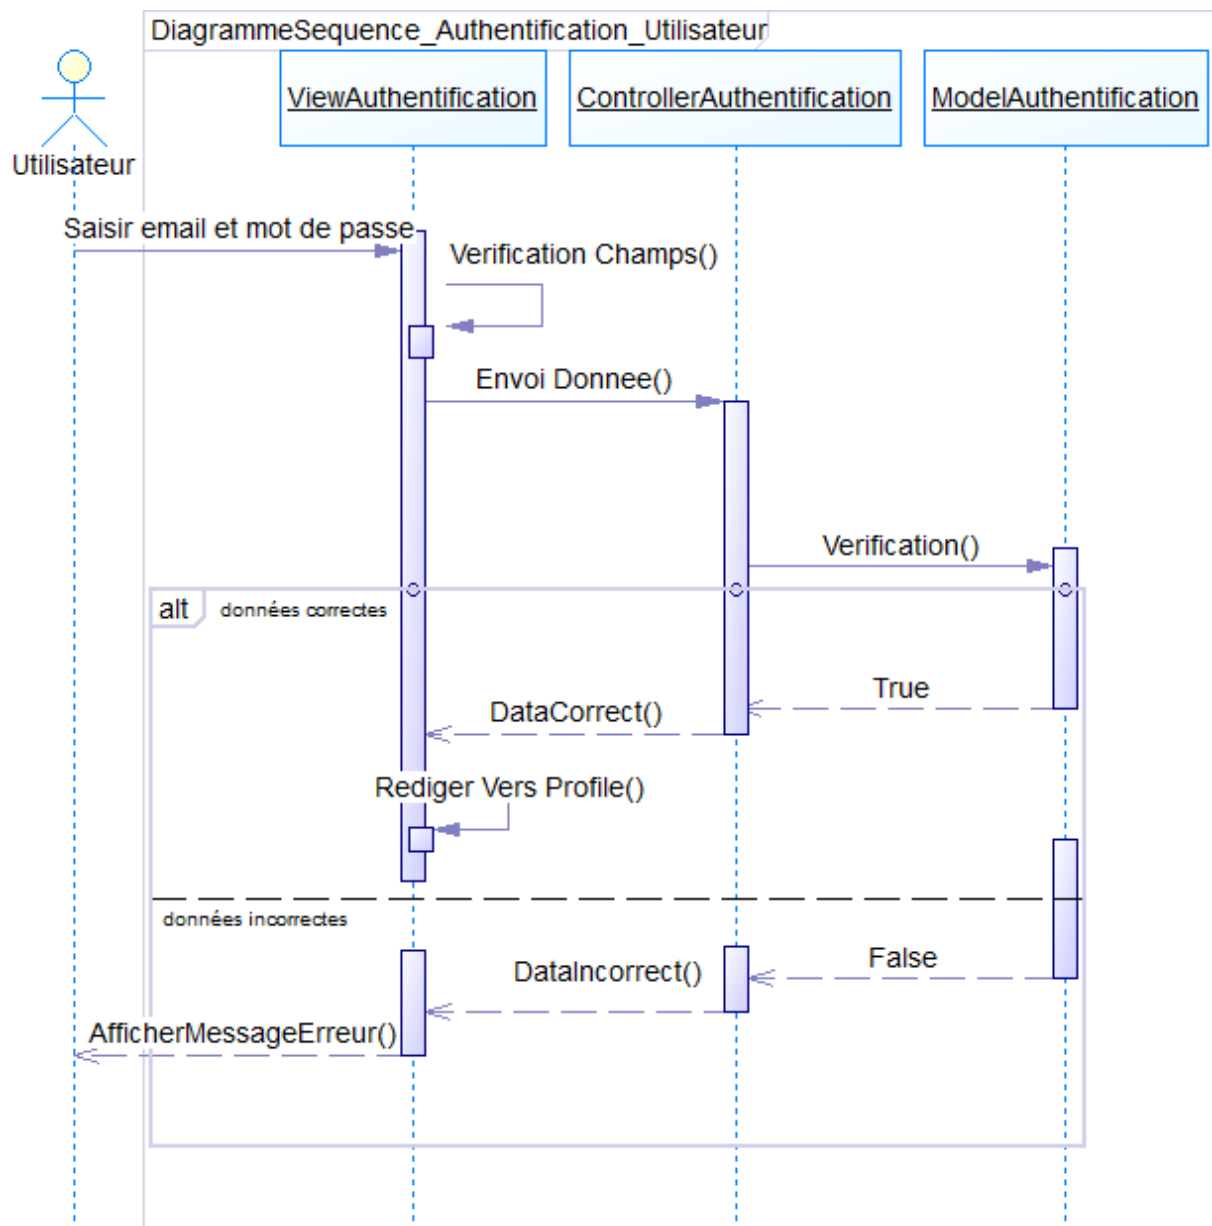 DiagrammeSequence_Authentification_Utilisateur
ViewAuthentification
ControllerAuthentification
ModelAuthentification
Utilisateur
Saisir email et mot de passe
Verification Champs()
Envoi Donnee()
Verification()
alt
données correctes
True
DataCorrect()
Rediger Vers Profile()
données incorrectes
False
DataIncorrect()
AfficherMessageErreur()